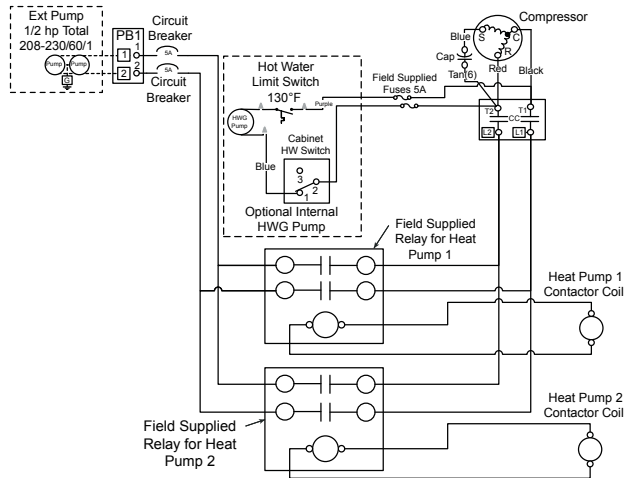 Ext Pump
1/2 hp Total
208-230/60/1
Pump
Pump
G
PB1
1
1
2
2
Circuit
Breaker
5A
5A
Circuit
Breaker
Hot Water
Limit Switch
130°F
HWG
Pump
Purple
Blue
Cabinet
HW Switch
3
2
1
Optional Internal
HWG Pump
Field Supplied
Fuses 5A
Compressor
Blue
S
C
R
Cap
Tan(6)
Red
Black
T2
T1
CC
L2
L1
Field Supplied
Relay for Heat
Pump 1
Heat Pump 1
Contactor Coil
Field Supplied
Relay for Heat
Pump 2
Heat Pump 2
Contactor Coil